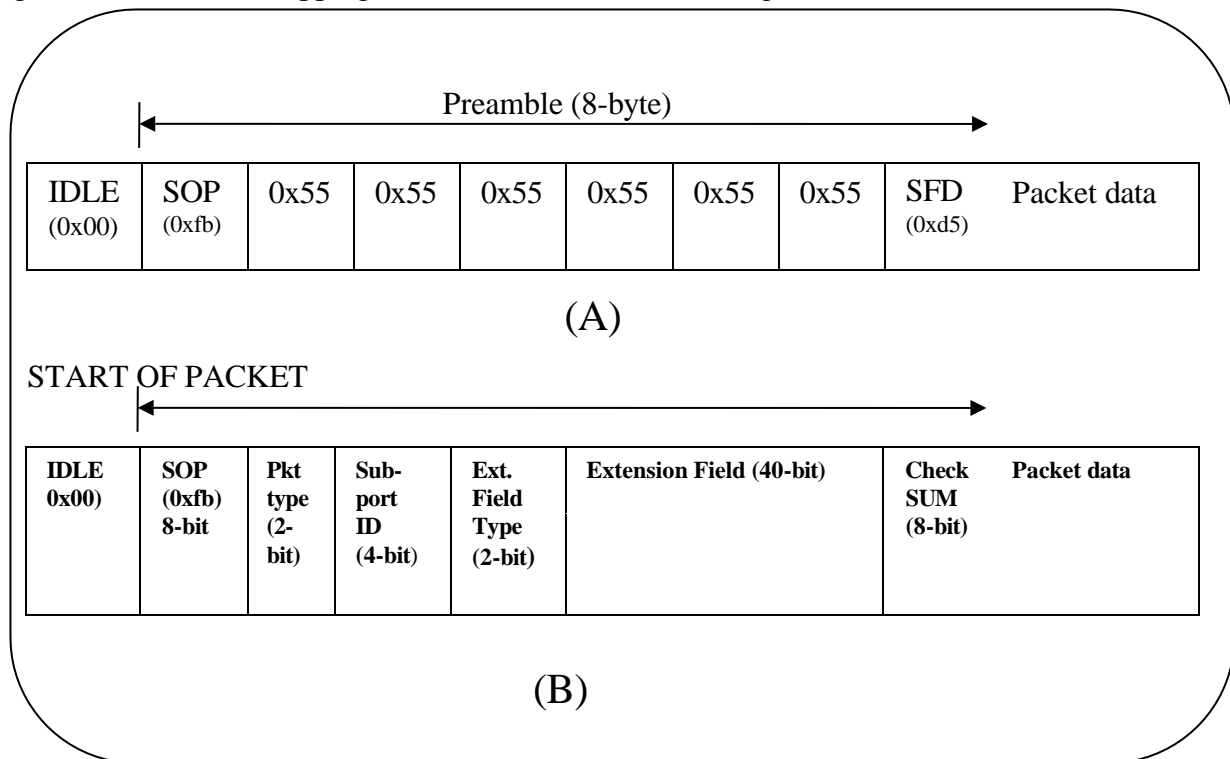 Preamble (8-byte)
IDLE
(0x00)
SOP
(0xfb)
0x55
0x55
0x55
0x55
0x55
0x55
SFD
(0xd5)
Packet data
(A)
START OF PACKET
IDLE
0x00)
SOP
(0xfb)
8-bit
Pkt
type
(2-
bit)
Sub-
port
ID
(4-bit)
Ext.
Field
Type
(2-bit)
Extension Field (40-bit)
Check
SUM
(8-bit)
Packet data
(B)